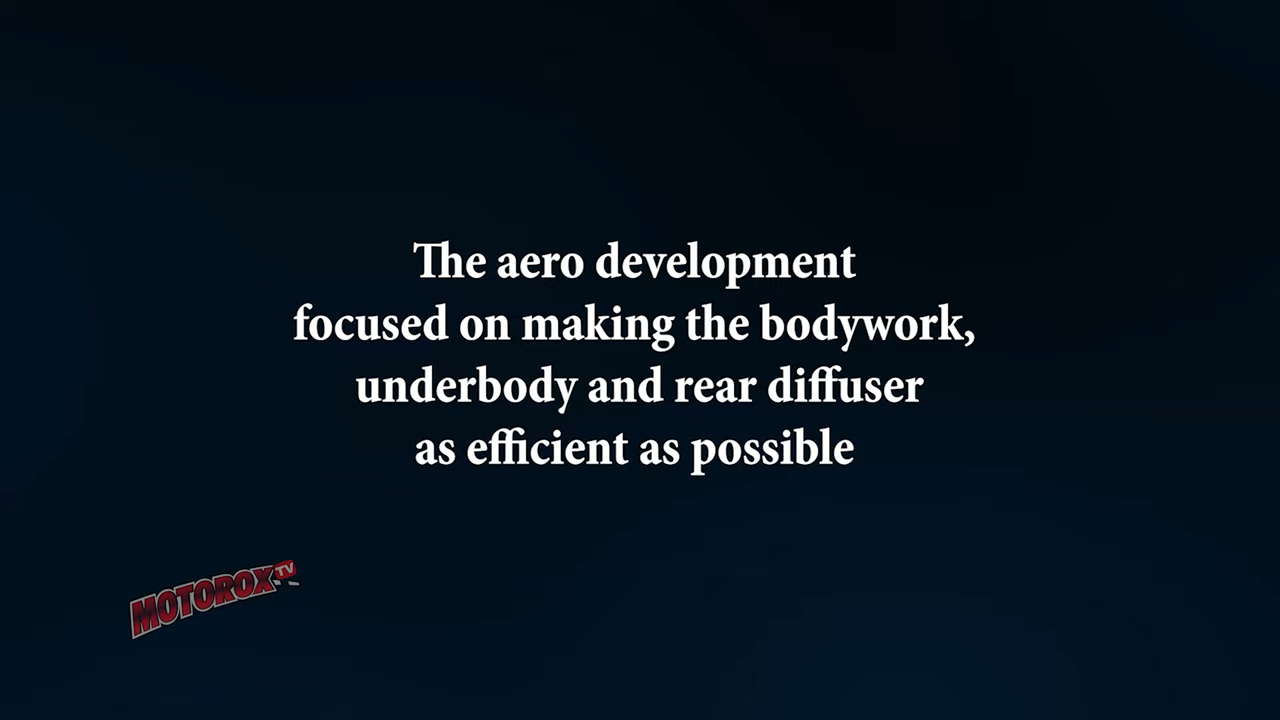 The aero development
focused on making the bodywork,
underbody and rear diffuser
as efficient as possible
MOTOROX TV